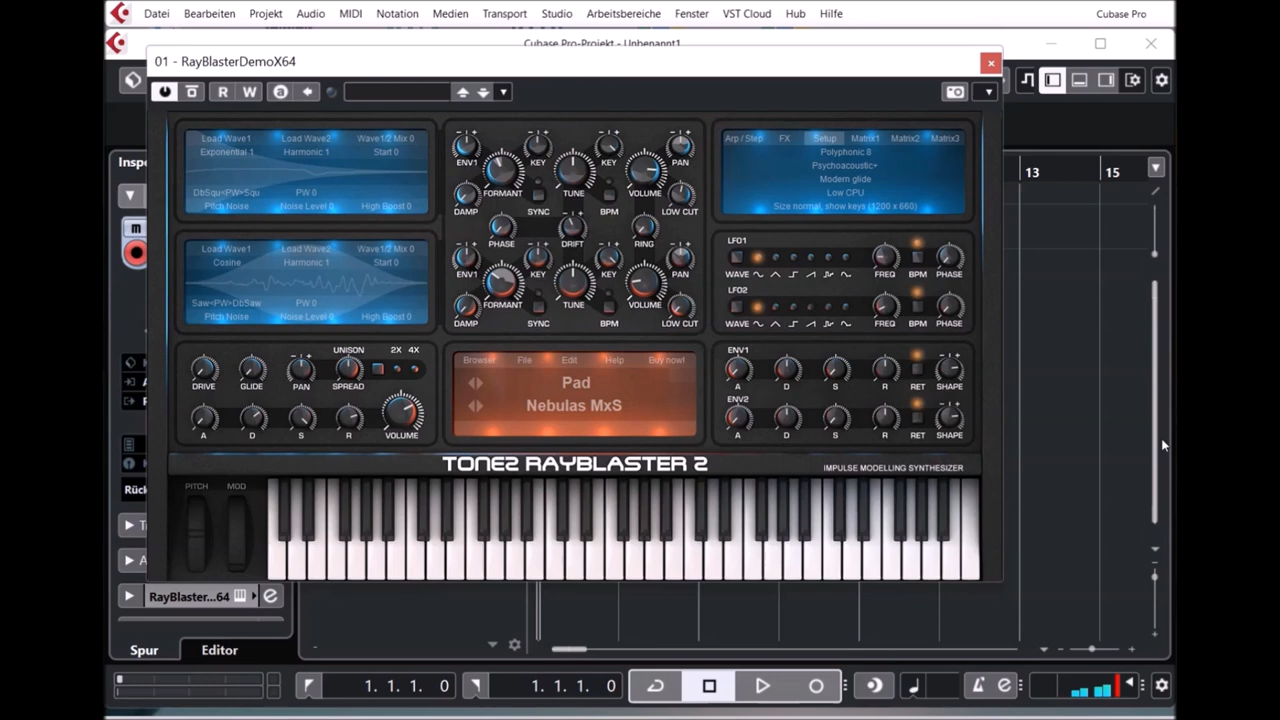 Datei Bearbeiten Projekt Audio MIDI Notation Medien Transport Studio Arbeitsbereiche Fenster VST Cloud Hub Hilfe Cubase Pro
Cubase Pro-Projekt - Unbenannt1
01 - RayBlasterDemoX64
R W a
Load Wave1 Load Wave2 Wave1/2 Mix 0
Exponential 1 Harmonic 1 Start 0
DbSqu<PW>Squ PW 0
Pitch Noise Noise Level 0 High Boost 0
ENV1 KEY KEY PAN
FORMANT TUNE VOLUME
DAMP SYNC BPM LOW CUT
PHASE DRIFT RING
Arp / Step FX Setup Matrix1 Matrix2 Matrix3
Polyphonic 8
Psychoacoustic+
Modern glide
Low CPU
Size normal, show keys (1200 x 660)
13 15
Inspe
m
Load Wave1 Load Wave2 Wave1/2 Mix 0
Cosine Harmonic 1 Start 0
Saw<PW>DbSaw PW 0
Pitch Noise Noise Level 0 High Boost 0
ENV1 KEY KEY PAN
FORMANT TUNE VOLUME
DAMP SYNC BPM LOW CUT
LFO1
WAVE FREQ BPM PHASE
LFO2
WAVE FREQ BPM PHASE
UNISON 2X 4X
DRIVE GLIDE PAN SPREAD
A D S R VOLUME
Browser File Edit Help Buy now!
Pad
Nebulas MxS
ENV1
A D S R RET SHAPE
ENV2
A D S R RET SHAPE
TONE2 RAYBLASTER 2
IMPULSE MODELLING SYNTHESIZER
PITCH MOD
Rück
RayBlaster...64
Spur Editor
1. 1. 1. 0 1. 1. 1. 0